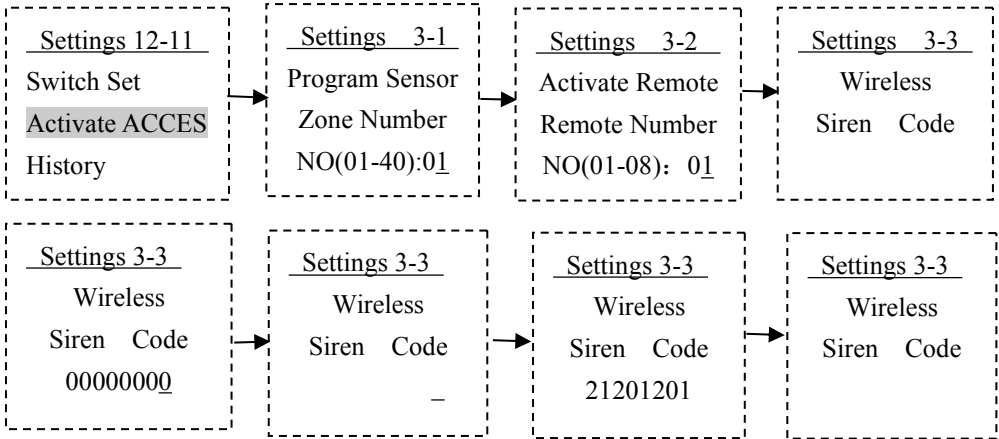 Settings 12-11
Switch Set
Activate ACCES
History
Settings 3-1
Program Sensor
Zone Number
NO(01-40):01
Settings 3-2
Activate Remote
Remote Number
NO(01-08)： 01
Settings 3-3
Wireless
Siren Code
Settings 3-3
Wireless
Siren Code
00000000
Settings 3-3
Wireless
Siren Code
_
Settings 3-3
Wireless
Siren Code
21201201
Settings 3-3
Wireless
Siren Code